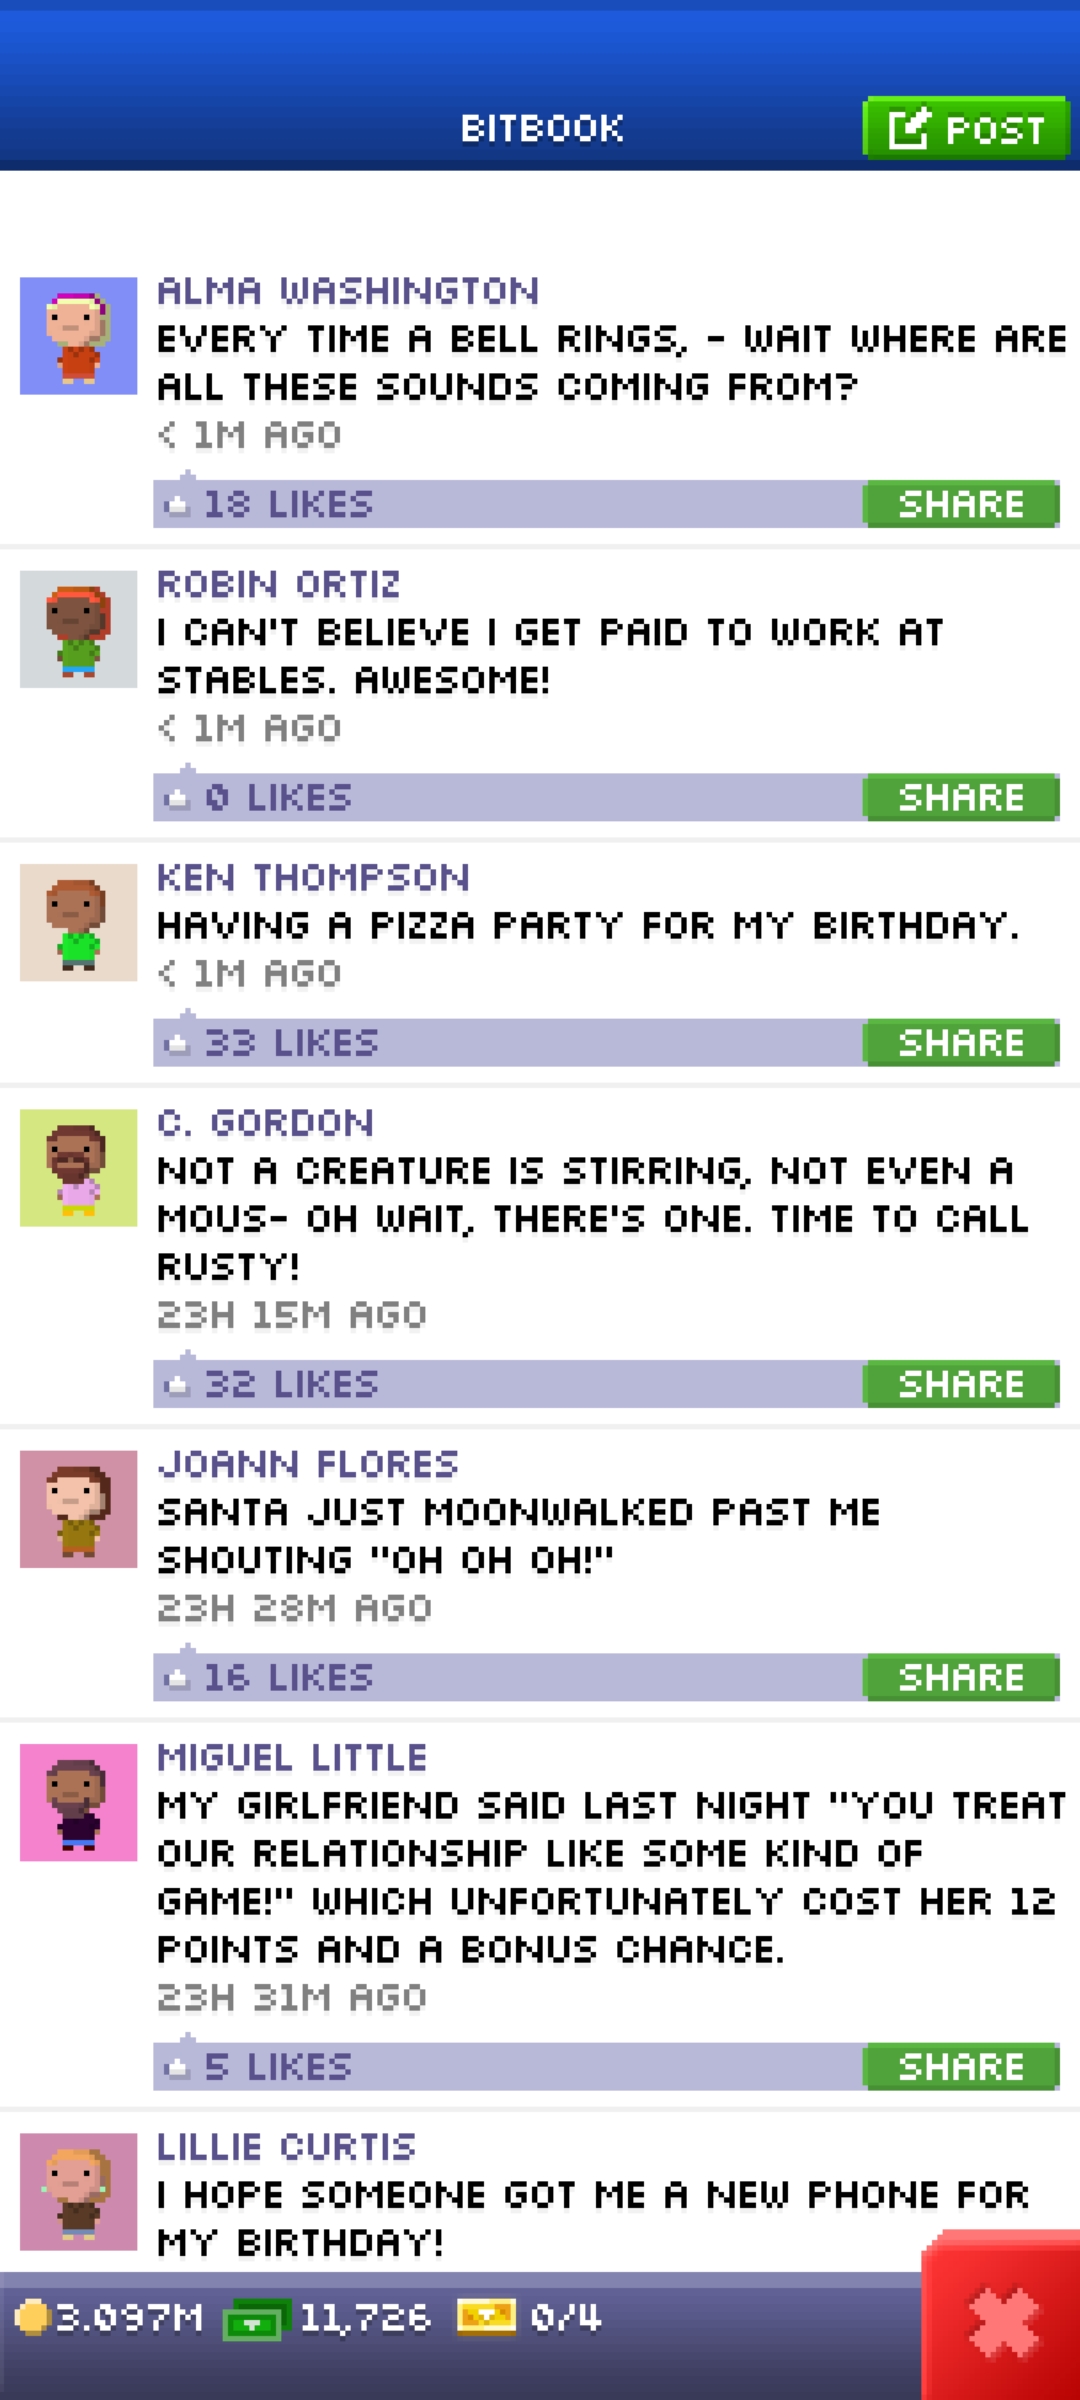 BITBOOK
POST
ALMA WASHINGTON
EVERY TIME A BELL RINGS, - WAIT WHERE ARE
ALL THESE SOUNDS COMING FROM?
< 1M AGO
18 LIKES
SHARE
ROBIN ORTIZ
I CAN'T BELIEVE I GET PAID TO WORK AT
STABLES. AWESOME!
< 1M AGO
0 LIKES
SHARE
KEN THOMPSON
HAVING A PIZZA PARTY FOR MY BIRTHDAY.
< 1M AGO
33 LIKES
SHARE
C. GORDON
NOT A CREATURE IS STIRRING, NOT EVEN A
MOUS- OH WAIT, THERE'S ONE. TIME TO CALL
RUSTY!
23H 15M AGO
32 LIKES
SHARE
JOANN FLORES
SANTA JUST MOONWALKED PAST ME
SHOUTING "OH OH OH!"
23H 28M AGO
16 LIKES
SHARE
MIGUEL LITTLE
MY GIRLFRIEND SAID LAST NIGHT "YOU TREAT
OUR RELATIONSHIP LIKE SOME KIND OF
GAME!" WHICH UNFORTUNATELY COST HER 12
POINTS AND A BONUS CHANCE.
23H 31M AGO
5 LIKES
SHARE
LILLIE CURTIS
I HOPE SOMEONE GOT ME A NEW PHONE FOR
MY BIRTHDAY!
3.097M
11,726
0/4